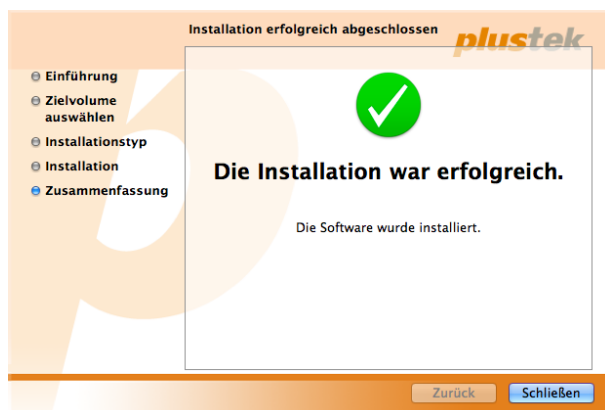 Installation erfolgreich abgeschlossen
plustek
Einführung
Zielvolume
auswählen
Installationstyp
Installation
Zusammenfassung
Die Installation war erfolgreich.
Die Software wurde installiert.
Zurück
Schließen